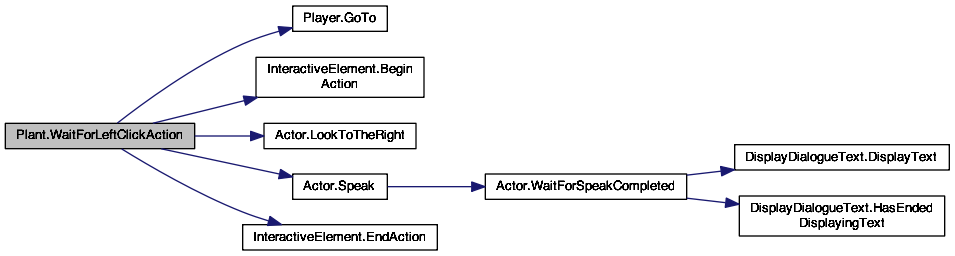 Player.GoTo
InteractiveElement.Begin
Action
Plant.WaitForLeftClickAction
Actor.LookToTheRight
DisplayDialogueText.DisplayText
Actor.Speak
Actor.WaitForSpeakCompleted
DisplayDialogueText.HasEnded
DisplayingText
InteractiveElement.EndAction